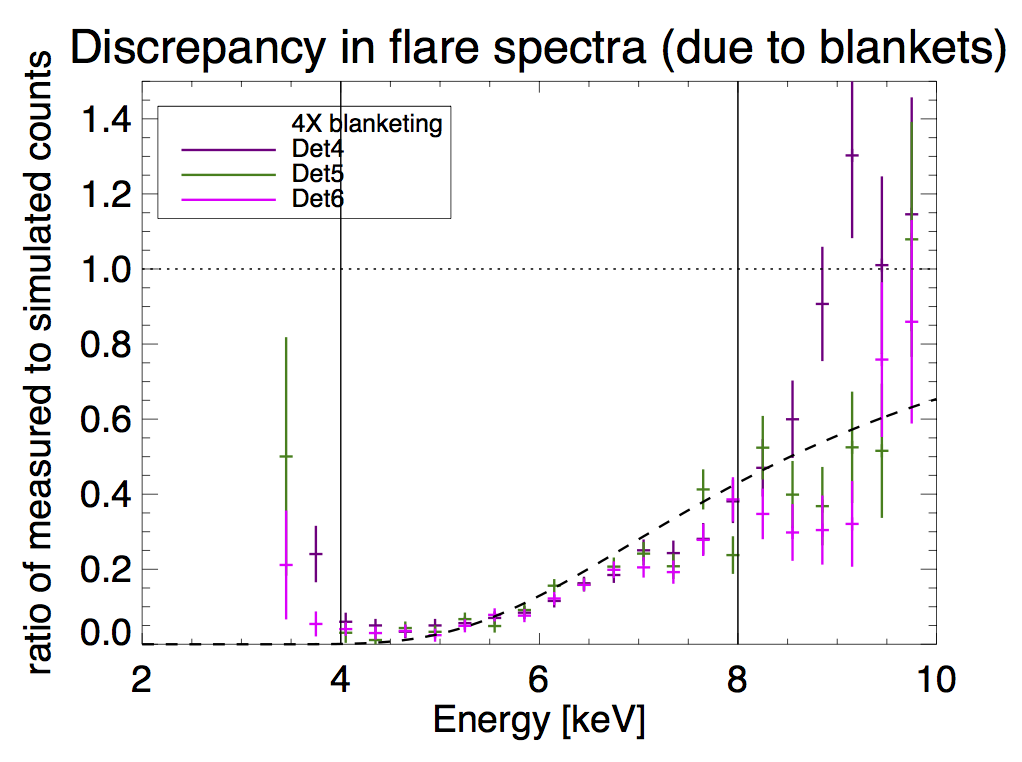 Discrepancy in flare spectra (due to blankets)
ratio of measured to simulated counts
1.4
1.2
1.0
0.8
0.6
0.4
0.2
0.0
4X blanketing
Det4
Det5
Det6
2 4 6 8 10
Energy [keV]